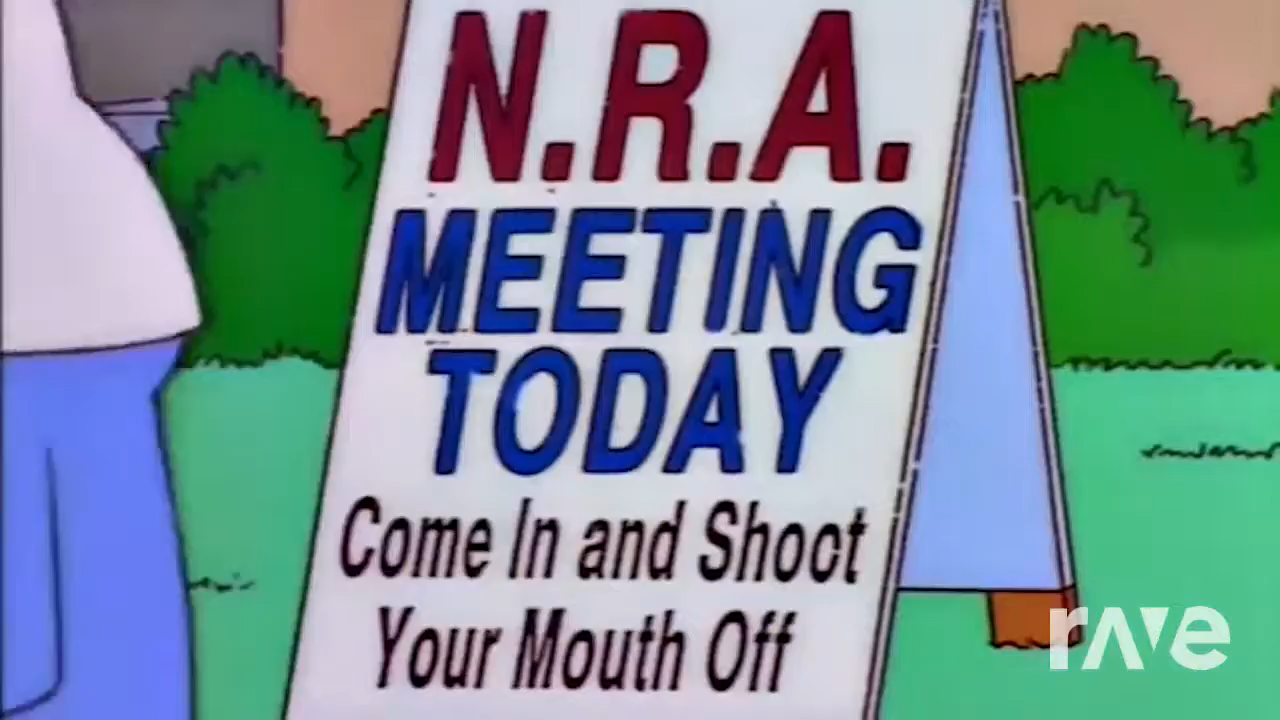 N.R.A.
MEETING
TODAY
Come In and Shoot
Your Mouth Off
rave